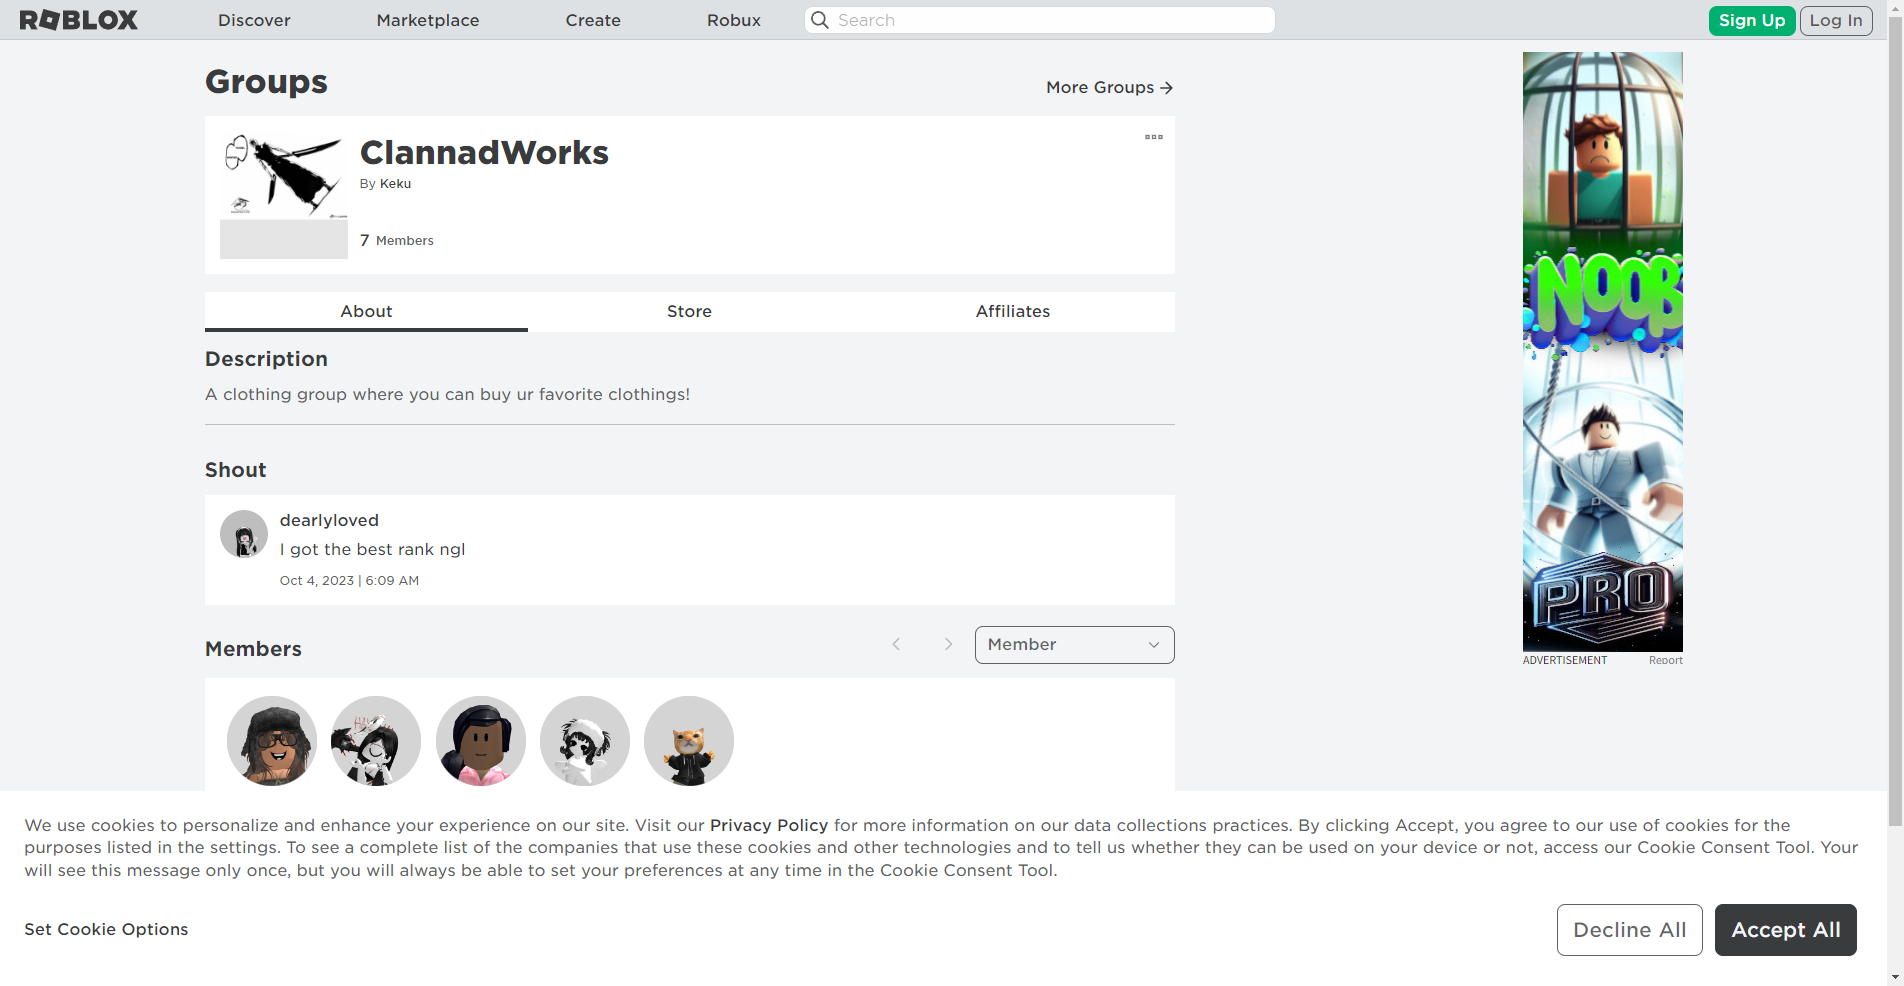 ROBLOX
Discover
Marketplace
Create
Robux
Search
Sign Up
Log In
Groups
More Groups
ClannadWorks
By Keku
7 Members
About
Store
Affiliates
Description
A clothing group where you can buy ur favorite clothings!
Shout
dearlyloved
I got the best rank ngl
Oct 4, 2023 | 6:09 AM
Members
Member
NOOB
PRO
ADVERTISEMENT
Report
We use cookies to personalize and enhance your experience on our site. Visit our Privacy Policy for more information on our data collections practices. By clicking Accept, you agree to our use of cookies for the
purposes listed in the settings. To see a complete list of the companies that use these cookies and other technologies and to tell us whether they can be used on your device or not, access our Cookie Consent Tool. Your
will see this message only once, but you will always be able to set your preferences at any time in the Cookie Consent Tool.
Set Cookie Options
Decline All
Accept All